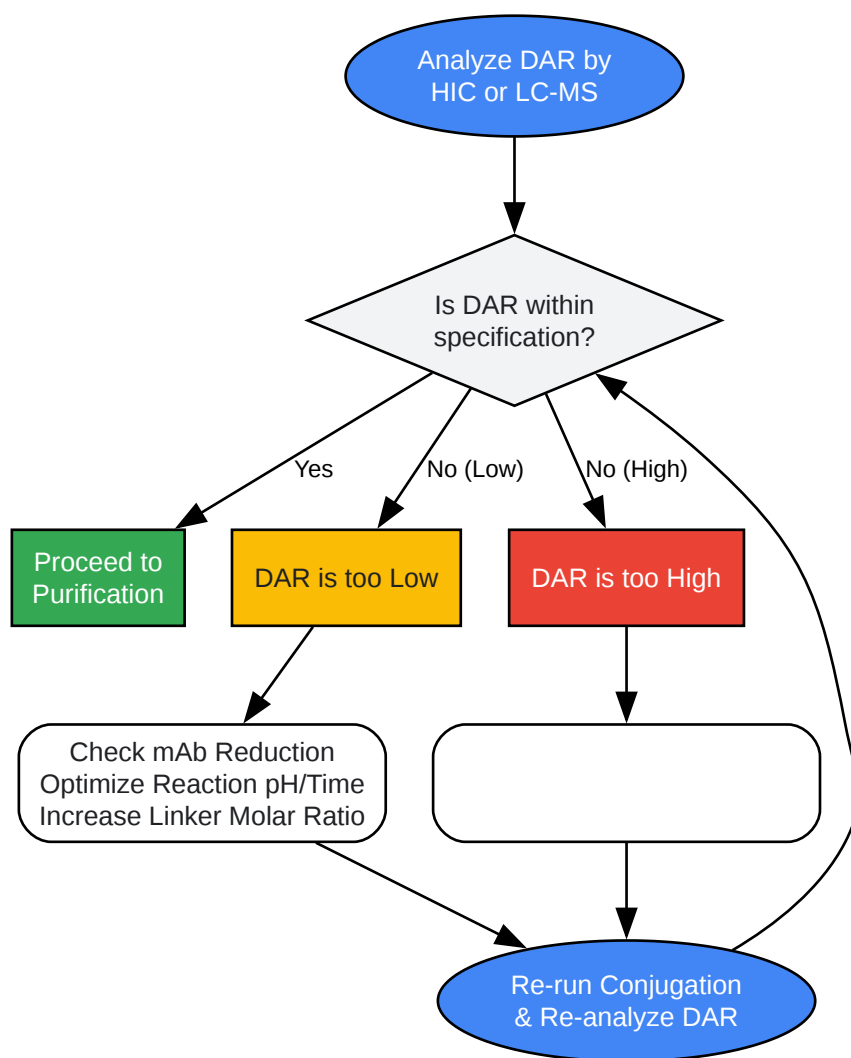 Analyze DAR by
HIC or LC-MS
Is DAR within
specification?
Yes
No (Low)
No (High)
Proceed to
Purification
DAR is too Low
DAR is too High
Check mAb Reduction
Optimize Reaction pH/Time
Increase Linker Molar Ratio
Re-run Conjugation
& Re-analyze DAR